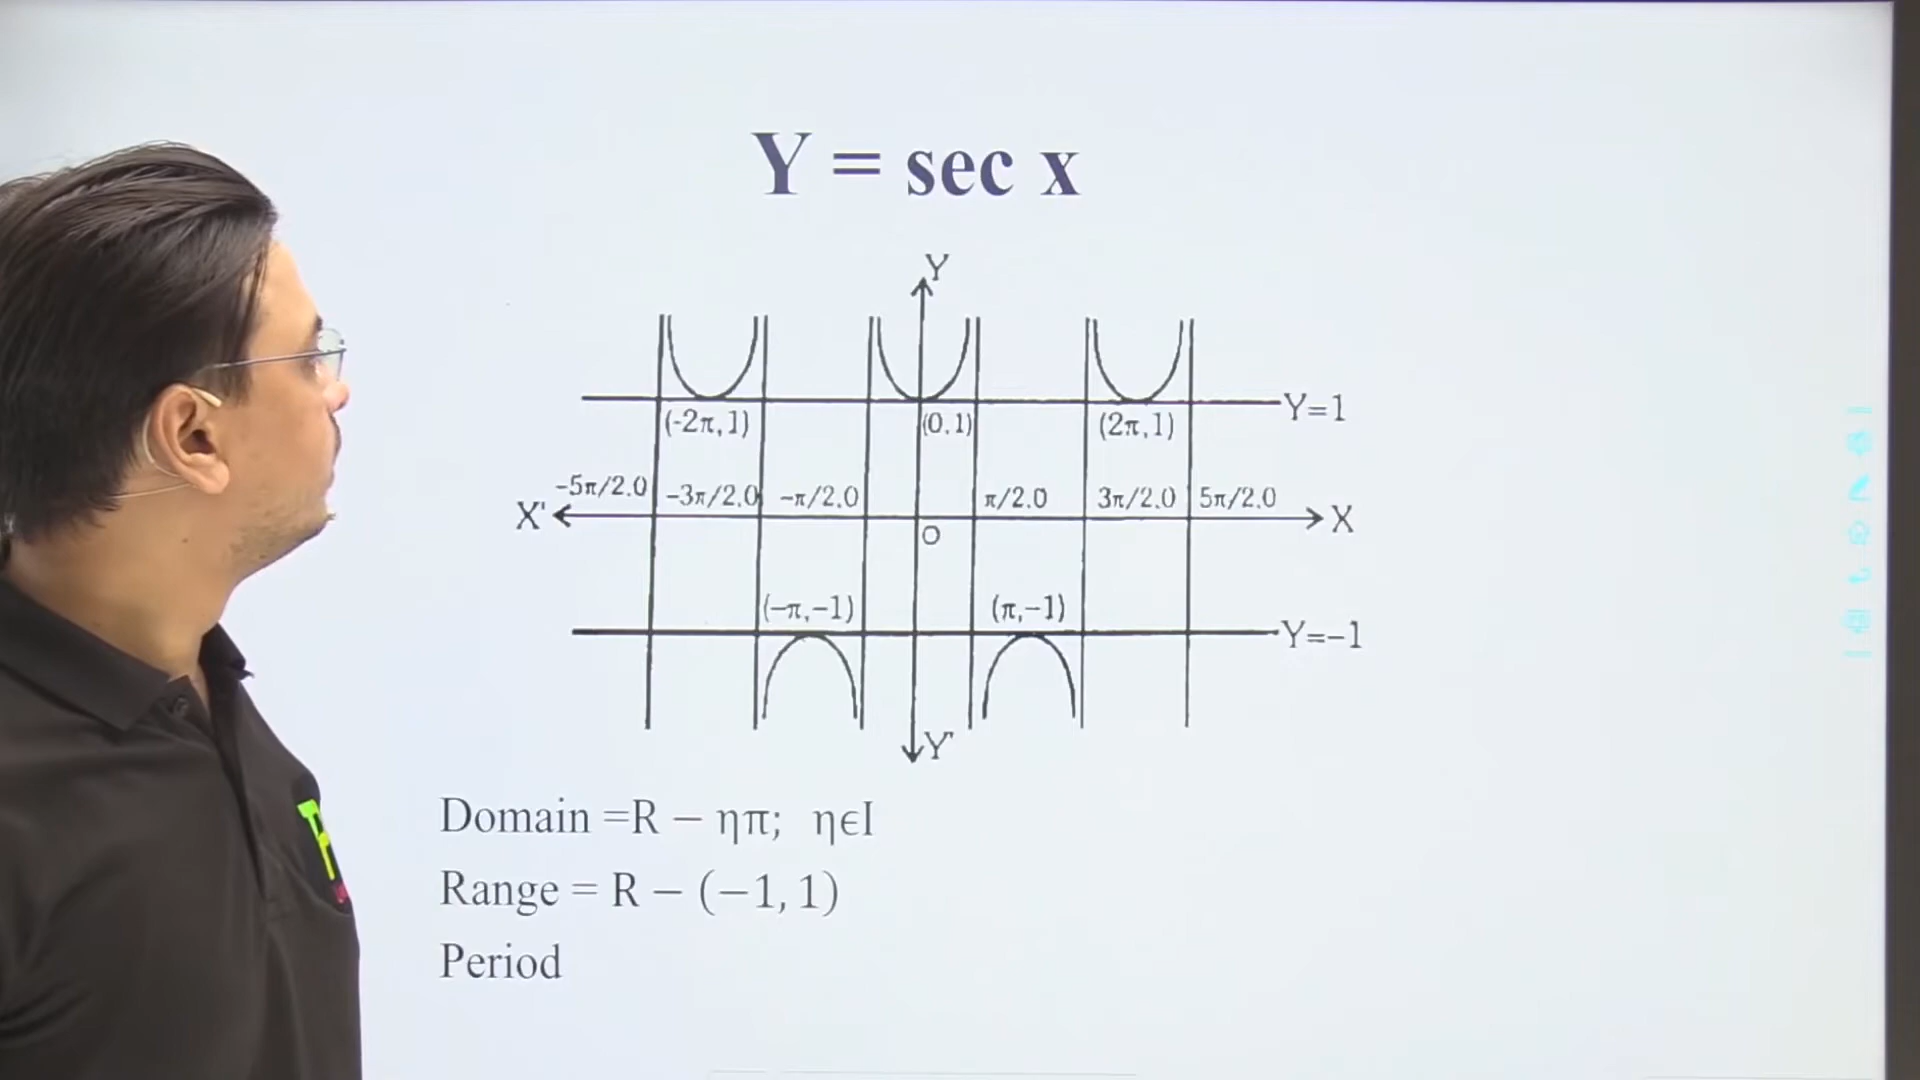 Y = sec x
Y
Y=1
(-2π,1)
(0,1)
(2π,1)
-5π/2.0
-3π/2.0
-π/2.0
π/2.0
3π/2.0
5π/2.0
X'
X
O
(-π,-1)
(π,-1)
Y=-1
Y'
Domain =R − ηπ; ηϵI
Range = R − (−1, 1)
Period